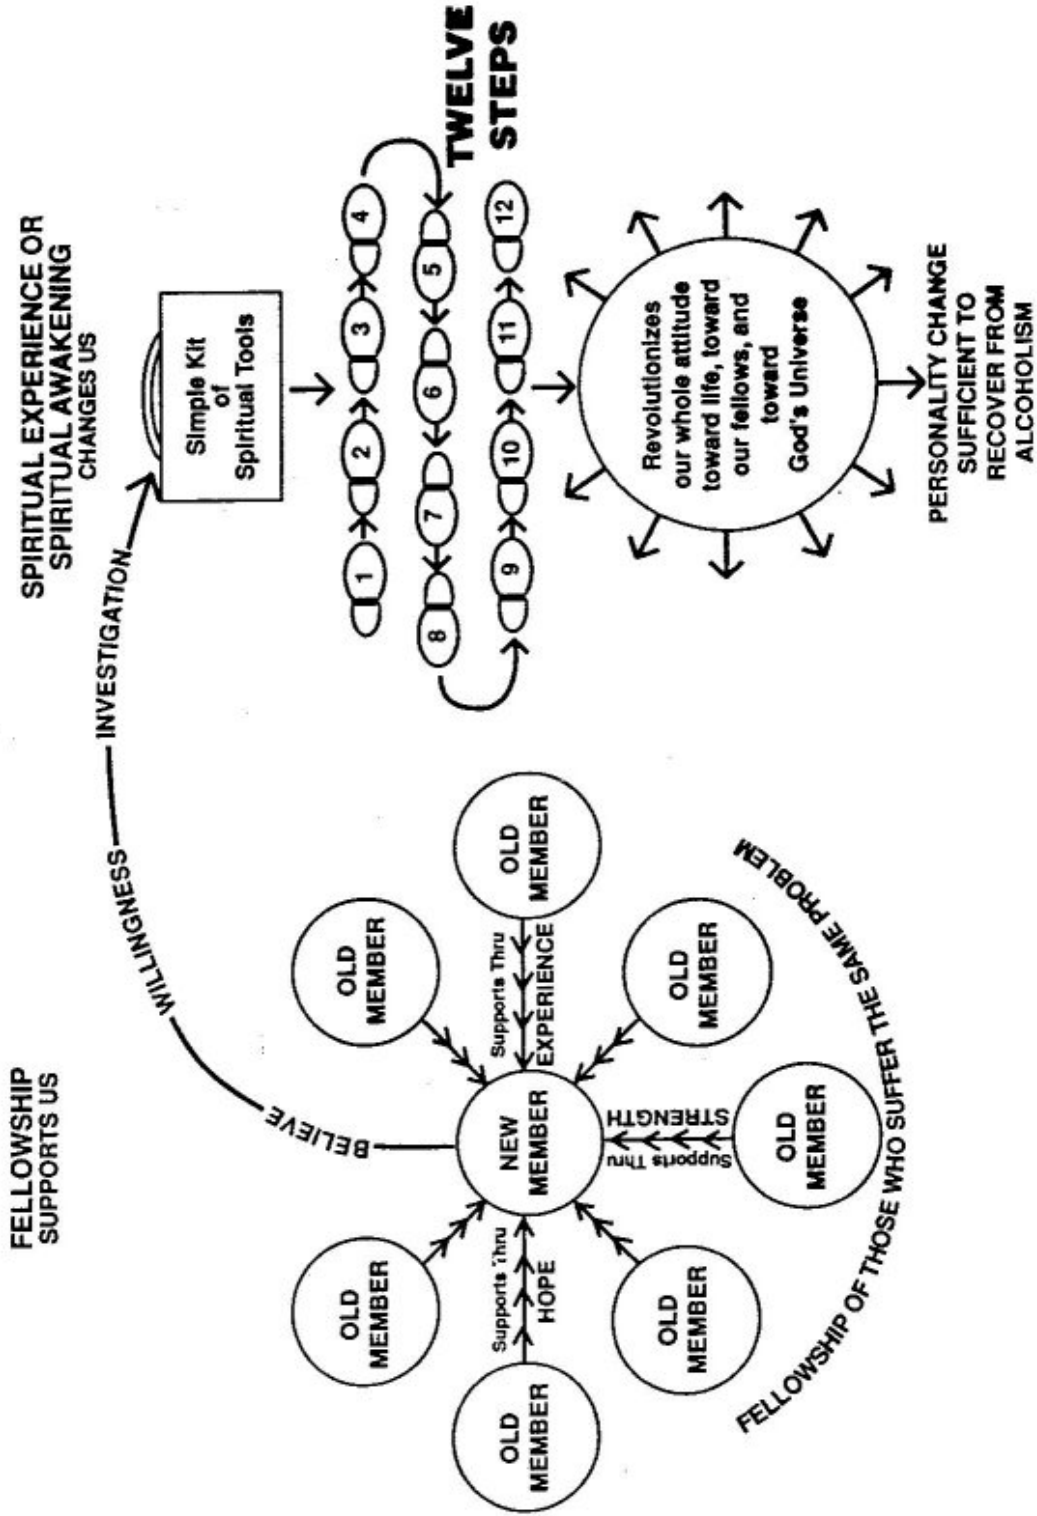 FELLOWSHIP
SUPPORTS US
SPIRITUAL EXPERIENCE OR
SPIRITUAL AWAKENING
CHANGES US
BELIEVE
WILLINGNESS
INVESTIGATION
OLD
MEMBER
OLD
MEMBER
OLD
MEMBER
Supports Thru
HOPE
NEW
MEMBER
Supports Thru
EXPERIENCE
OLD
MEMBER
Supports Thru
STRENGTH
OLD
MEMBER
OLD
MEMBER
OLD
MEMBER
FELLOWSHIP OF THOSE WHO SUFFER THE SAME PROBLEM
Simple Kit
of
Spiritual Tools
1 2 3 4
8 7 6 5
9 10 11 12
TWELVE
STEPS
Revolutionizes
our whole attitude
toward life, toward
our fellows, and
toward
God's Universe
PERSONALITY CHANGE
SUFFICIENT TO
RECOVER FROM
ALCOHOLISM